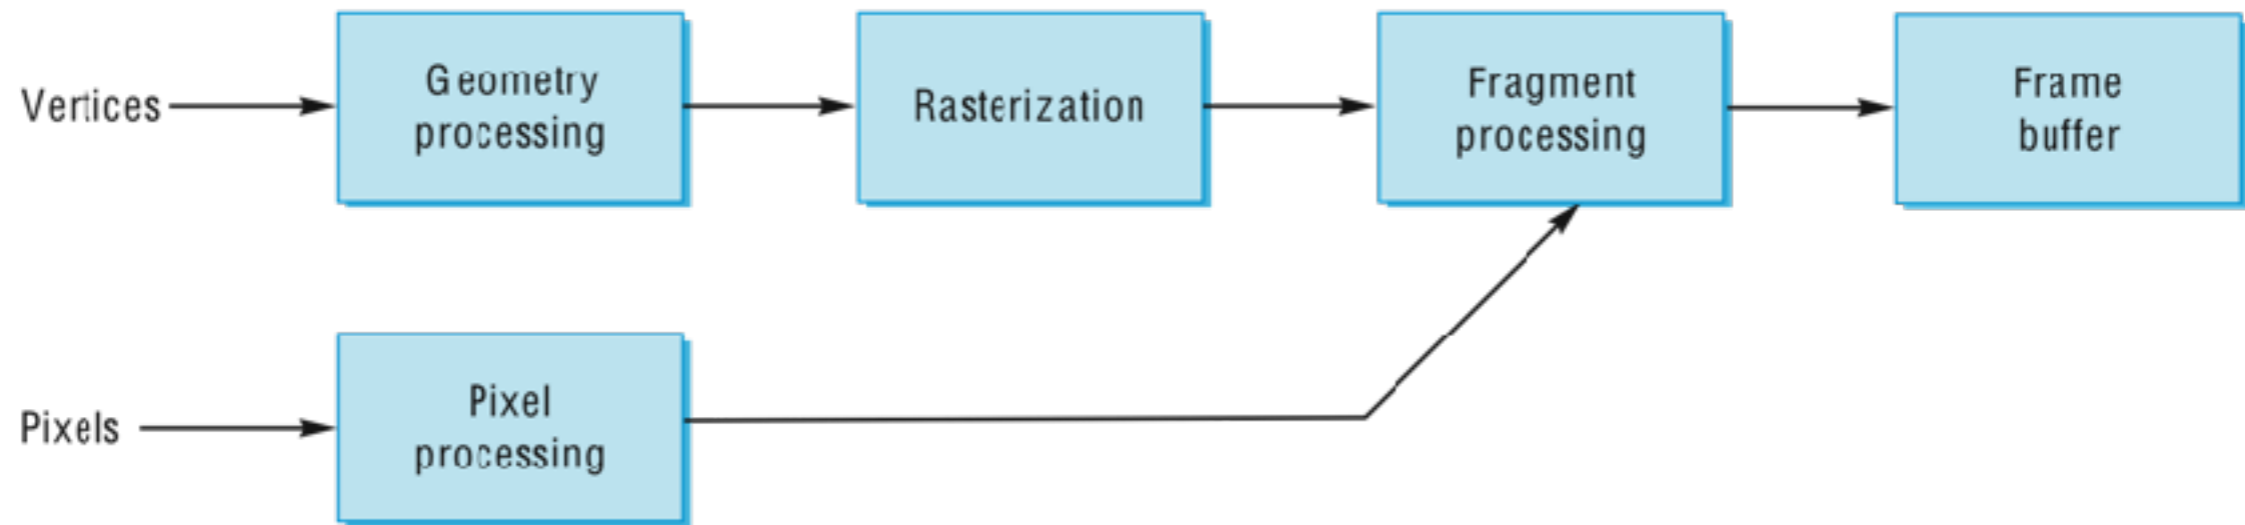 Vertices
Geometry
processing
Rasterization
Fragment
processing
Frame
buffer
Pixels
Pixel
processing